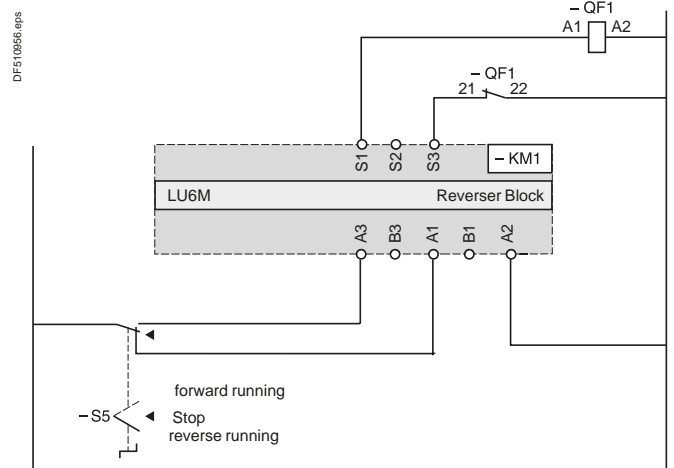 DF510956.eps
– QF1
A1 A2
– QF1
21 22
S1 S2 S3 – KM1
LU6M Reverser Block
A3 B3 A1 B1 A2
–
forward running
– S5 Stop
reverse running